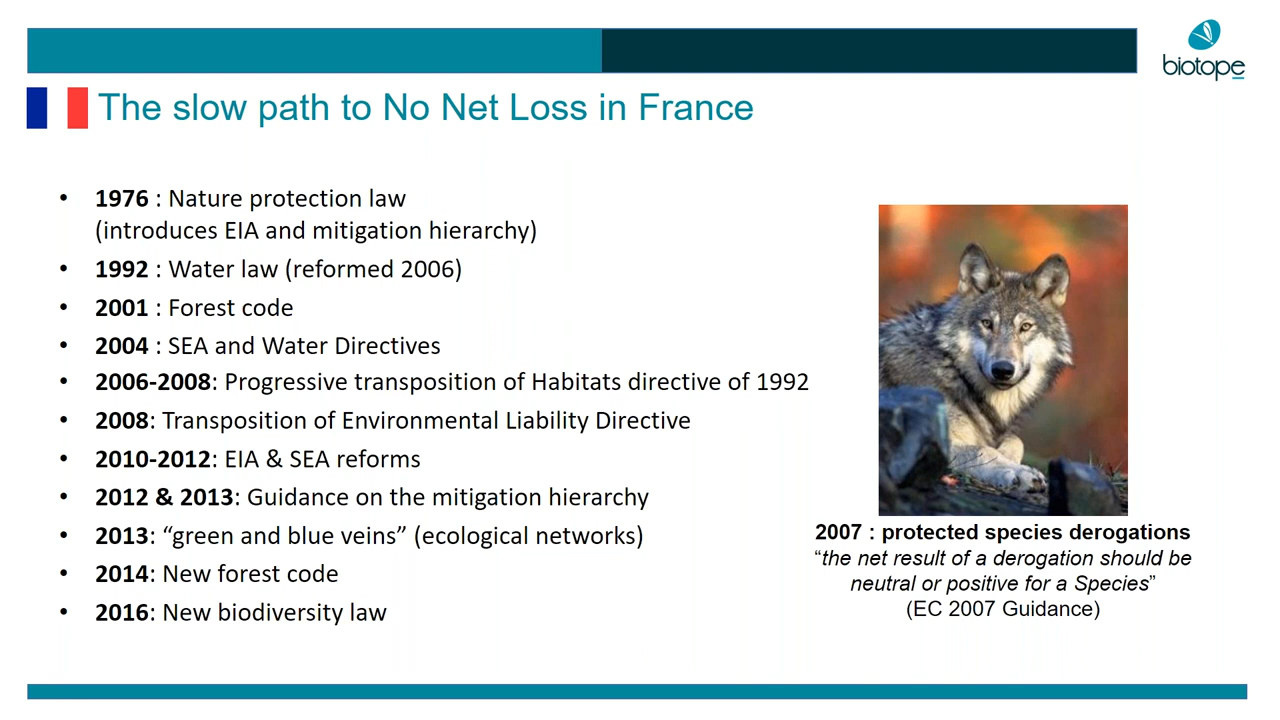 biotope
The slow path to No Net Loss in France
• 1976 : Nature protection law
(introduces EIA and mitigation hierarchy)
• 1992 : Water law (reformed 2006)
• 2001 : Forest code
• 2004 : SEA and Water Directives
• 2006-2008: Progressive transposition of Habitats directive of 1992
• 2008: Transposition of Environmental Liability Directive
• 2010-2012: EIA & SEA reforms
• 2012 & 2013: Guidance on the mitigation hierarchy
• 2013: “green and blue veins” (ecological networks)
• 2014: New forest code
• 2016: New biodiversity law
2007 : protected species derogations
“the net result of a derogation should be
neutral or positive for a Species”
(EC 2007 Guidance)